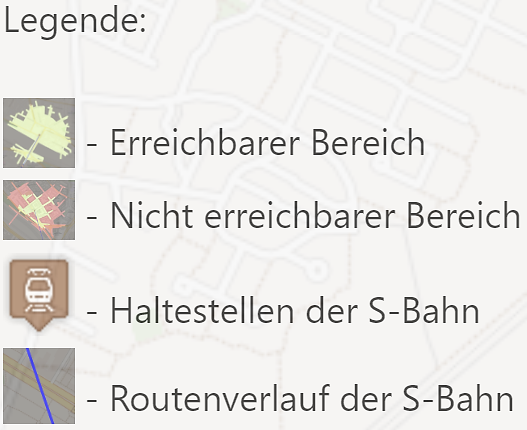 Legende:
- Erreichbarer Bereich
- Nicht erreichbarer Bereich
- Haltestellen der S-Bahn
- Routenverlauf der S-Bahn